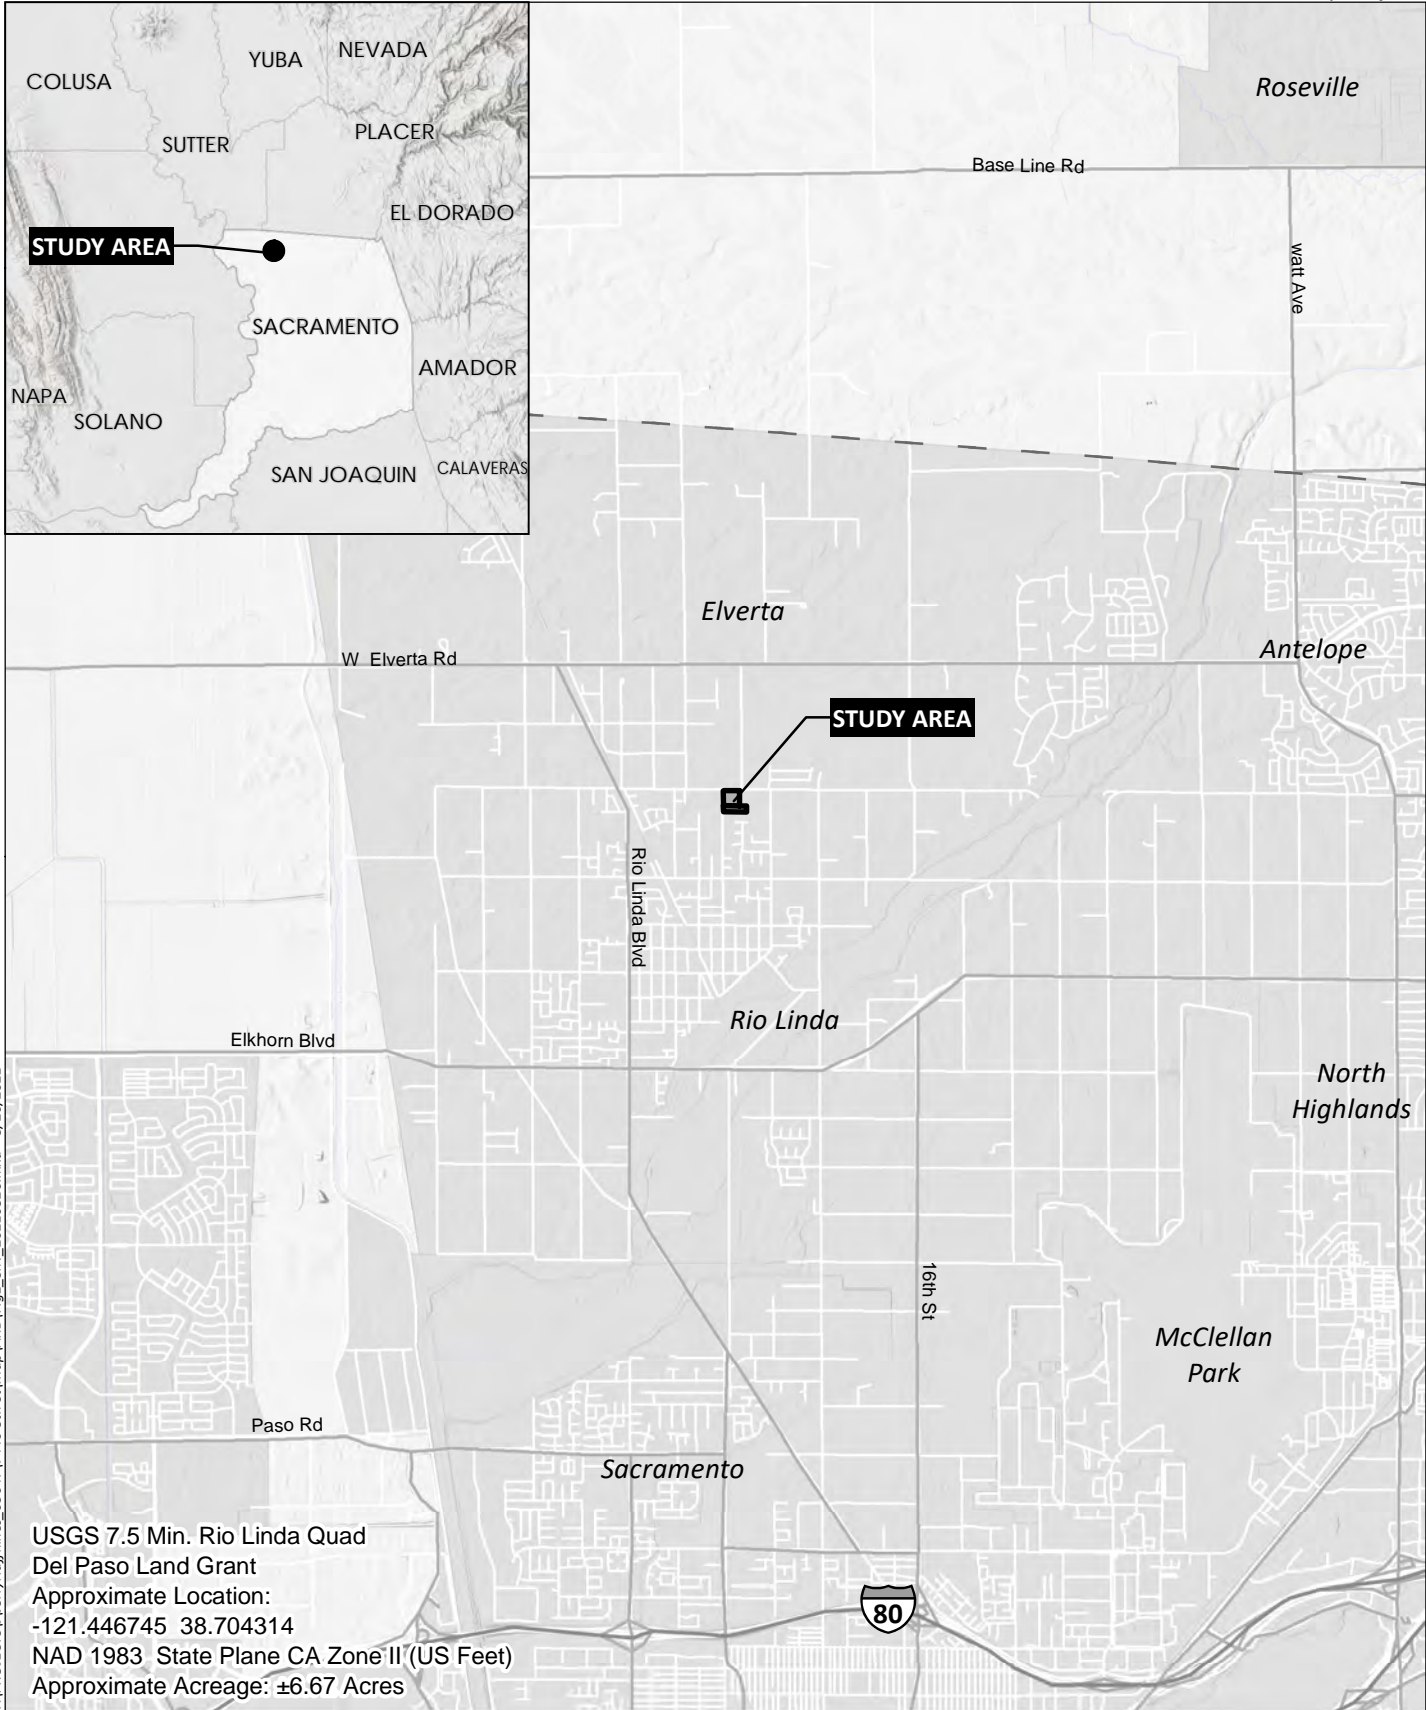 COLUSA
YUBA
NEVADA
SUTTER
PLACER
EL DORADO
STUDY AREA
SACRAMENTO
AMADOR
NAPA
SOLANO
SAN JOAQUIN
CALAVERAS
Roseville
Base Line Rd
watt Ave
Elverta
Antelope
W Elverta Rd
STUDY AREA
Rio Linda Blvd
Rio Linda
Elkhorn Blvd
North
Highlands
16th St
McClellan
Park
Paso Rd
Sacramento
80
USGS 7.5 Min. Rio Linda Quad
Del Paso Land Grant
Approximate Location:
-121.446745 38.704314
NAD 1983 State Plane CA Zone II (US Feet)
Approximate Acreage: ±6.67 Acres